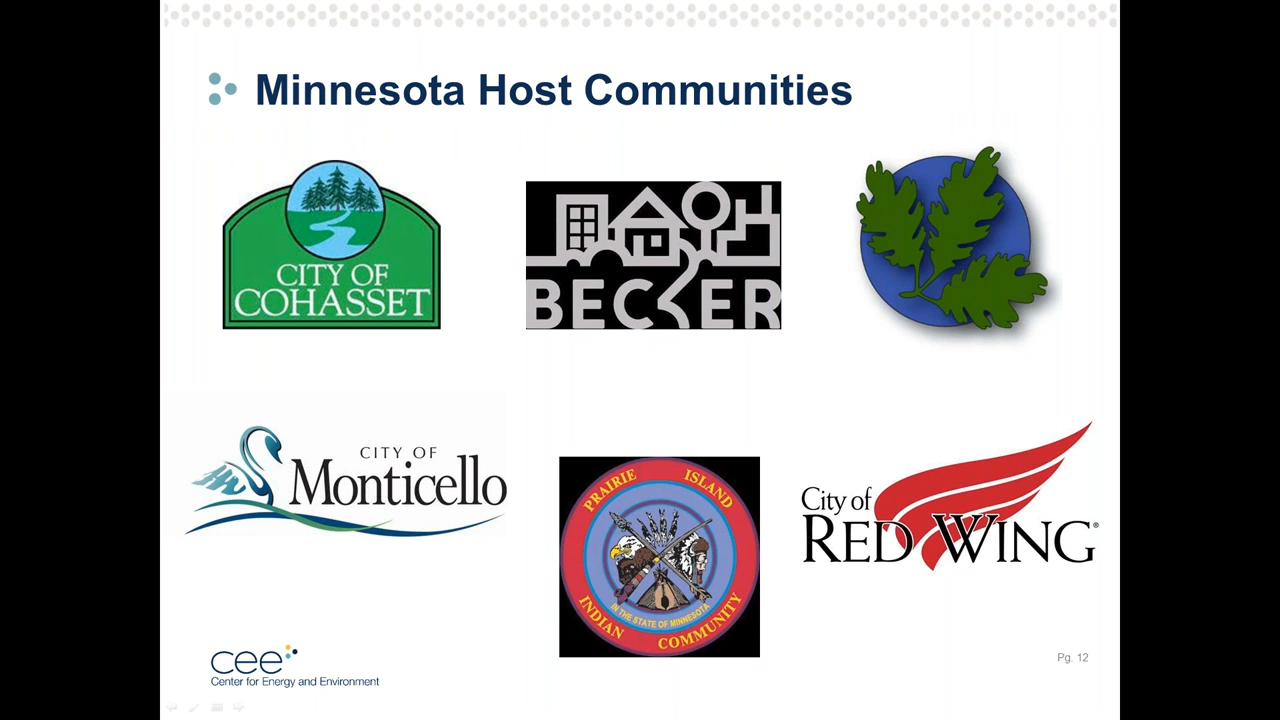 Minnesota Host Communities
CITY OF
COHASSET
BECKER
CITY OF
Monticello
PRAIRIE ISLAND
INDIAN COMMUNITY
IN THE STATE OF MINNESOTA
City of
RED WING®
cee
Center for Energy and Environment
Pg. 12